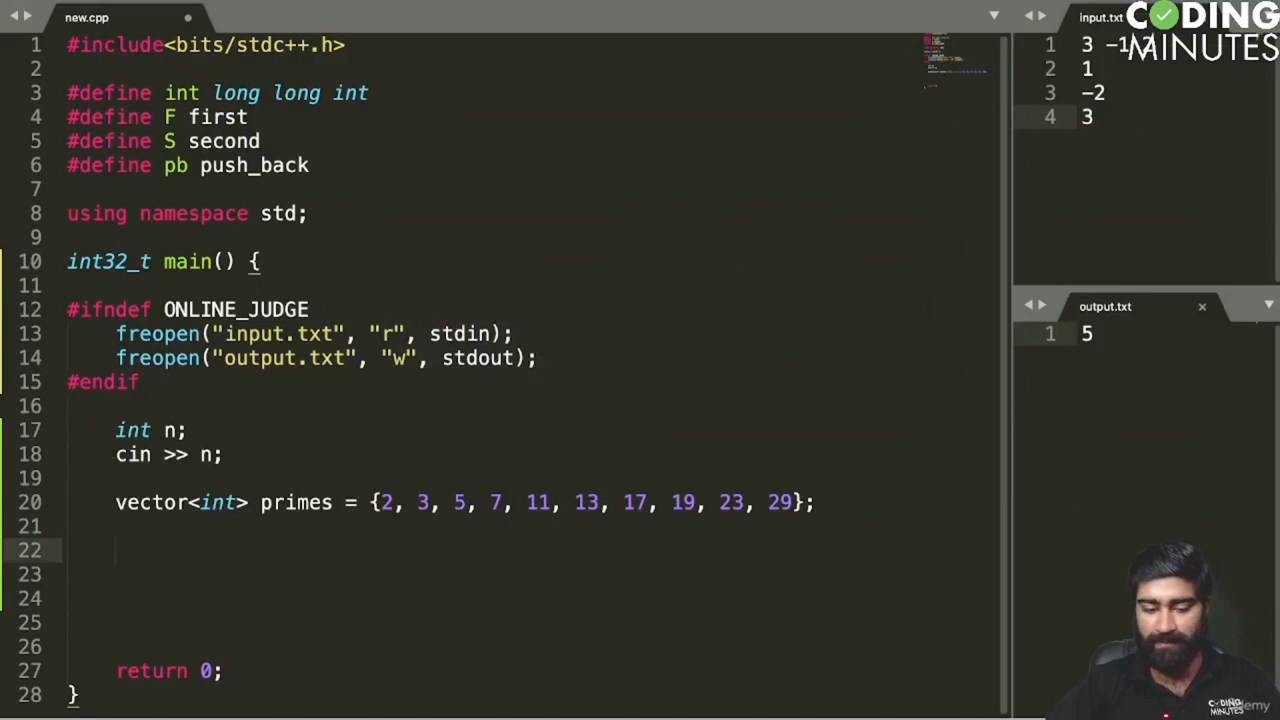 new.cpp
1 #include<bits/stdc++.h>
2
3 #define int long long int
4 #define F first
5 #define S second
6 #define pb push_back
7
8 using namespace std;
9
10 int32_t main() {
11
12 #ifndef ONLINE_JUDGE
13 freopen("input.txt", "r", stdin);
14 freopen("output.txt", "w", stdout);
15 #endif
16
17 int n;
18 cin >> n;
19
20 vector<int> primes = {2, 3, 5, 7, 11, 13, 17, 19, 23, 29};
21
22
23
24
25
26
27 return 0;
28 }
input.txt
1 3 -1
2 1
3 -2
4 3
CODING
MINUTES
output.txt
1 5
CODING
MINUTES